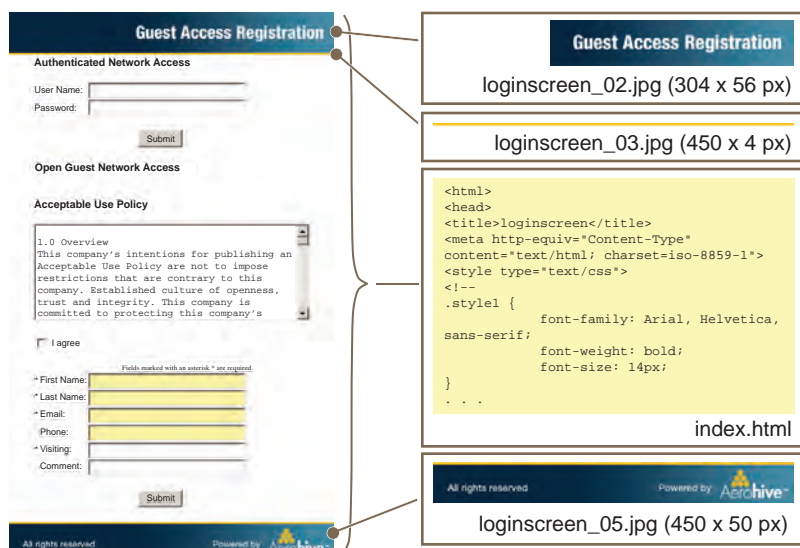 Guest Access Registration
Authenticated Network Access
User Name:
Password:
Submit
Open Guest Network Access
Acceptable Use Policy
1.0 Overview
This company's intentions for publishing an
Acceptable Use Policy are not to impose
restrictions that are contrary to this
company. Established culture of openness,
trust and integrity. This company is
committed to protecting this company's
I agree
Fields marked with an asterisk * are required.
* First Name:
* Last Name:
* Email:
Phone:
* Visiting:
Comment:
Submit
All rights reserved Powered by Aerohive
Guest Access Registration
loginscreen_02.jpg (304 x 56 px)
loginscreen_03.jpg (450 x 4 px)
<html>
<head>
<title>loginscreen</title>
<meta http-equiv="Content-Type"
content="text/html; charset=iso-8859-1">
<style type="text/css">
<!--
.style1 {
font-family: Arial, Helvetica,
sans-serif;
font-weight: bold;
font-size: 14px;
}
. . .
index.html
All rights reserved Powered by Aerohive™
loginscreen_05.jpg (450 x 50 px)